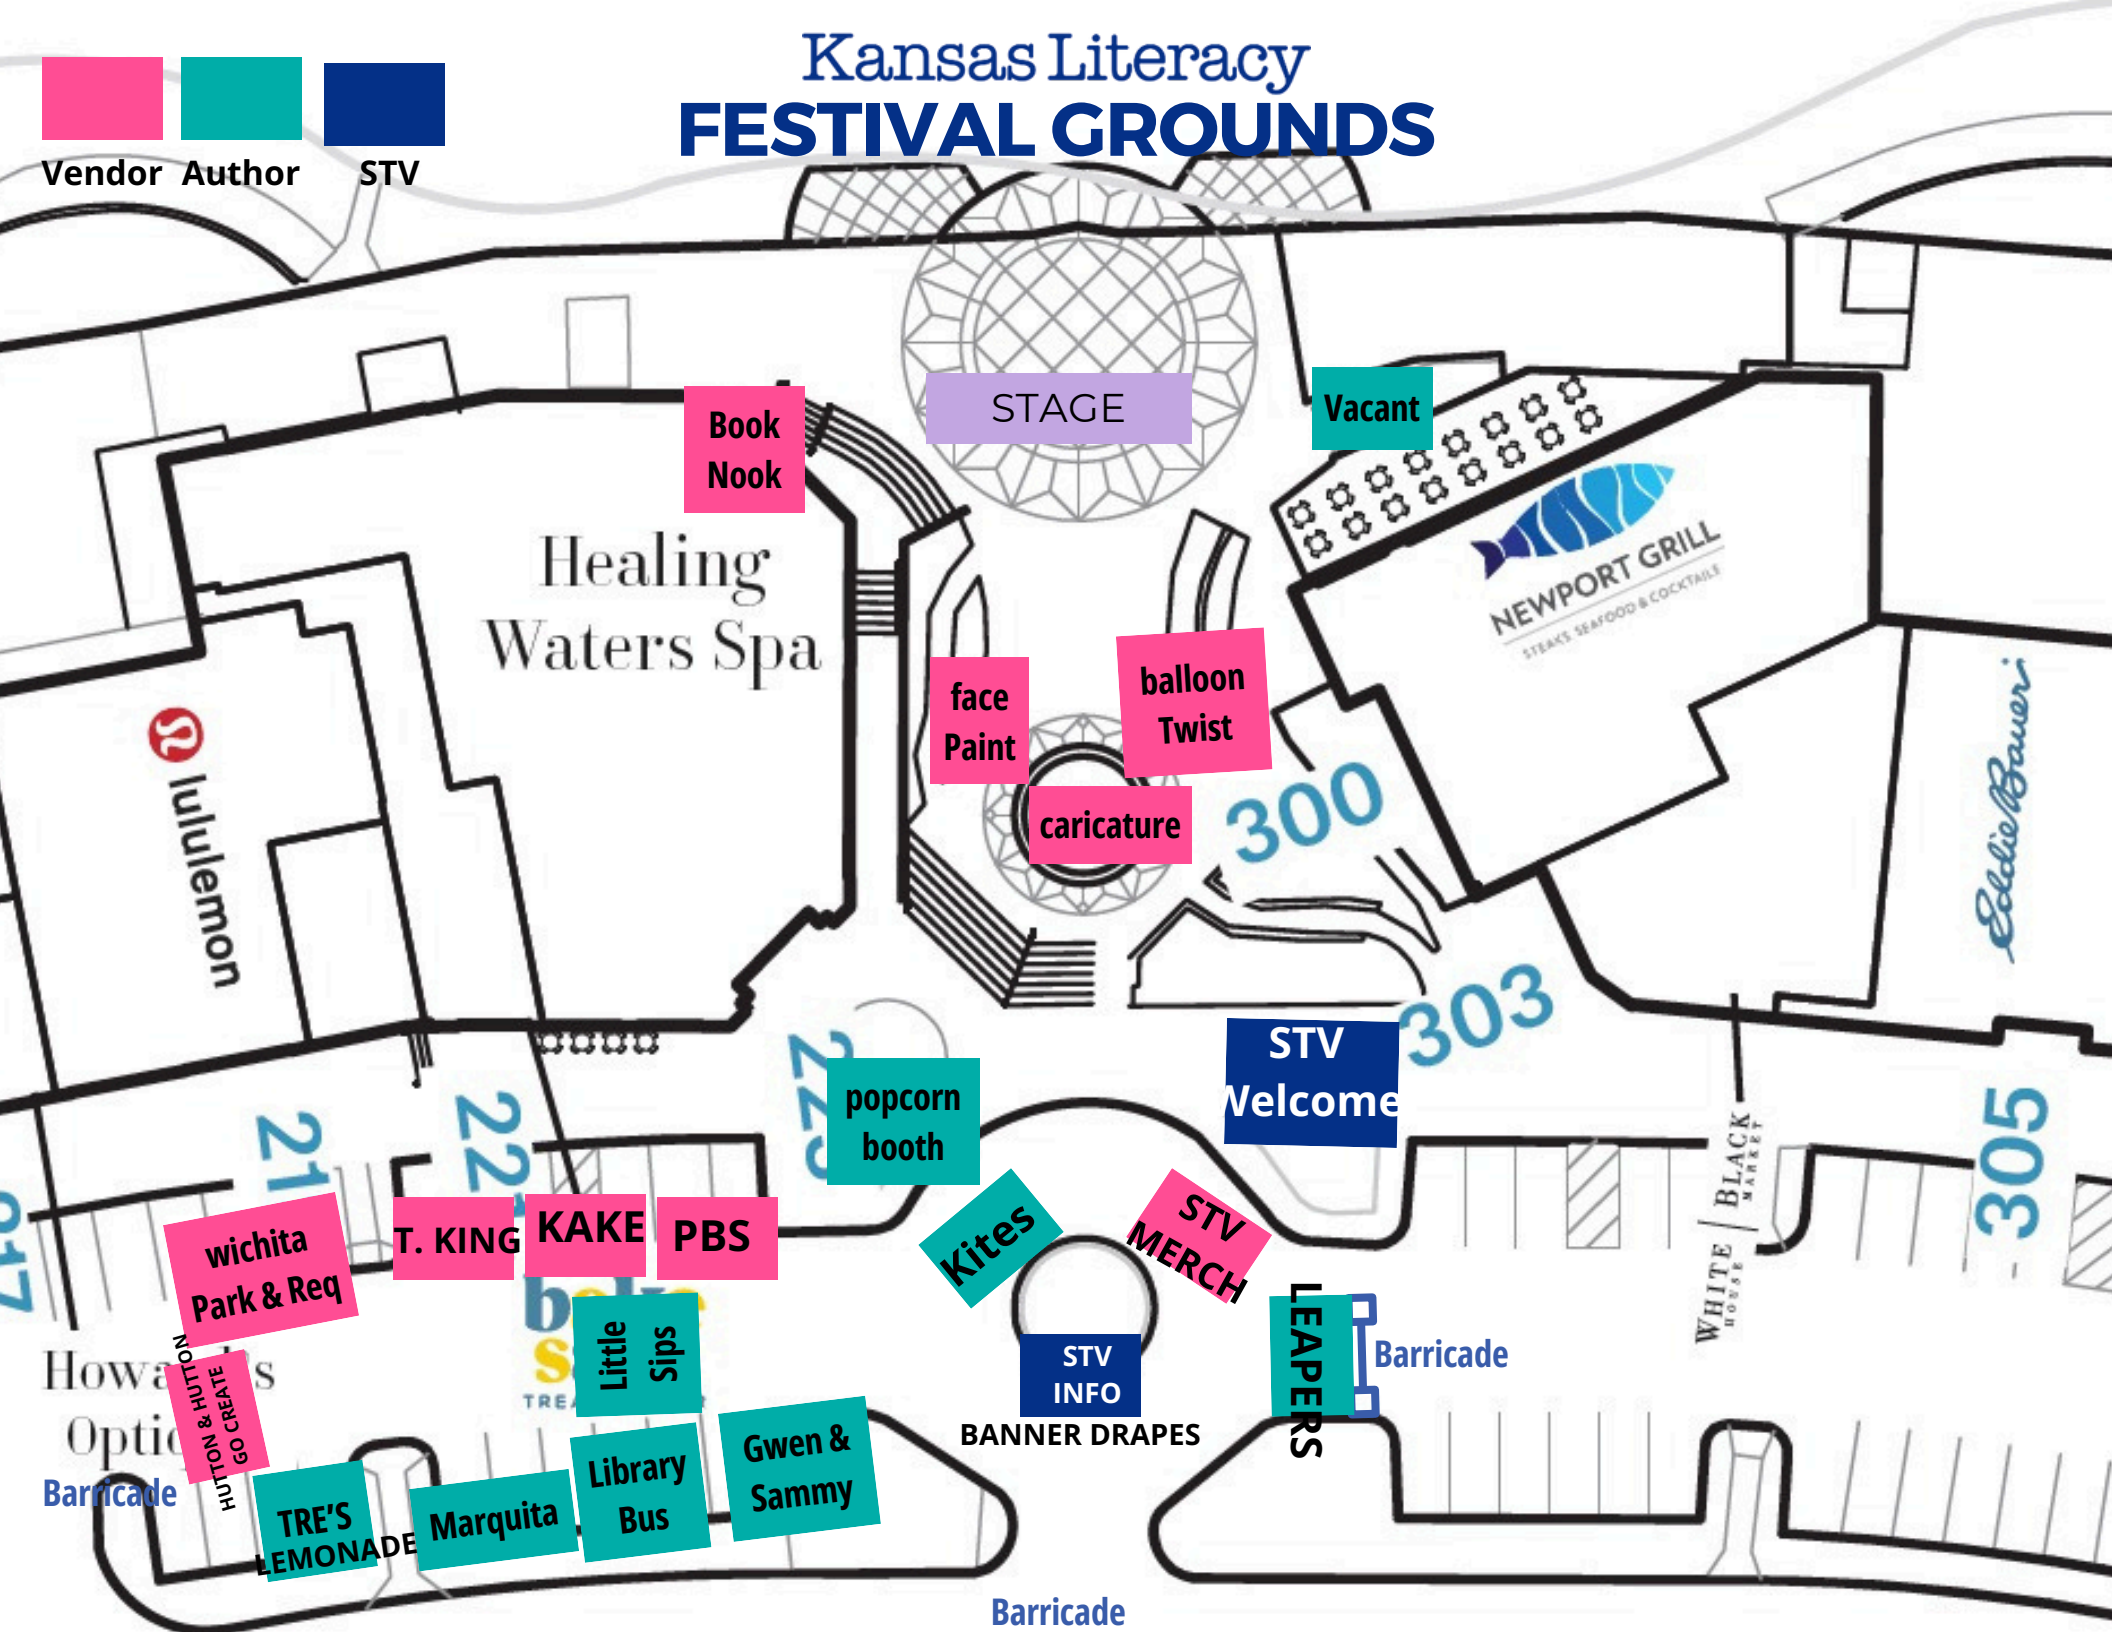 Kansas Literacy
FESTIVAL GROUNDS
Vendor
Author
STV
STAGE
Vacant
Book
Nook
Healing
Waters Spa
NEWPORT GRILL
STEAKS SEAFOOD & COCKTAILS
face
Paint
balloon
Twist
caricature
lululemon
Eddie Bauer
300
303
STV
Welcome
popcorn
booth
21
22
305
217
WHITE HOUSE | BLACK MARKET
wichita
Park & Req
T. KING
KAKE
PBS
Kites
STV
MERCH
Little
Sips
LEAPERS
Barricade
STV
INFO
BANNER DRAPES
HUTTON & HUTTON
GO CREATE
Barricade
TRE'S
LEMONADE
Marquita
Library
Bus
Gwen &
Sammy
Barricade